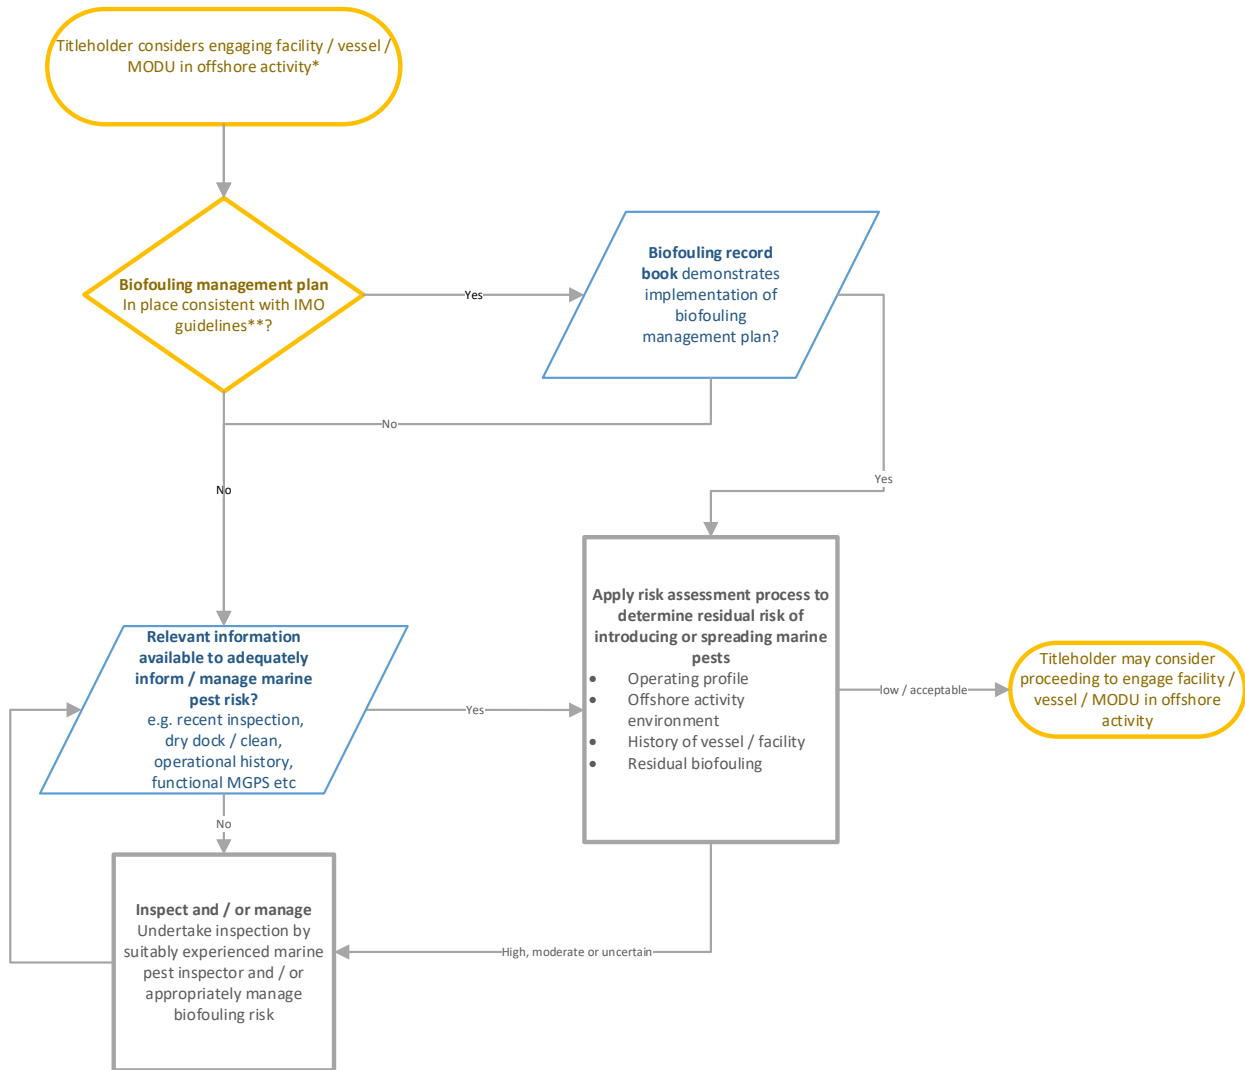 Titleholder considers engaging facility / vessel /
MODU in offshore activity*
Biofouling management plan
In place consistent with IMO
guidelines**?
Yes
Biofouling record
book demonstrates
implementation of
biofouling
management plan?
No
No
Yes
Relevant information
available to adequately
inform / manage marine
pest risk?
e.g. recent inspection,
dry dock / clean,
operational history,
functional MGPS etc
Yes
Apply risk assessment process to
determine residual risk of
introducing or spreading marine
pests
• Operating profile
• Offshore activity
environment
• History of vessel / facility
• Residual biofouling
low / acceptable
Titleholder may consider
proceeding to engage facility /
vessel / MODU in offshore
activity
No
Inspect and / or manage
Undertake inspection by
suitably experienced marine
pest inspector and / or
appropriately manage
biofouling risk
High, moderate or uncertain